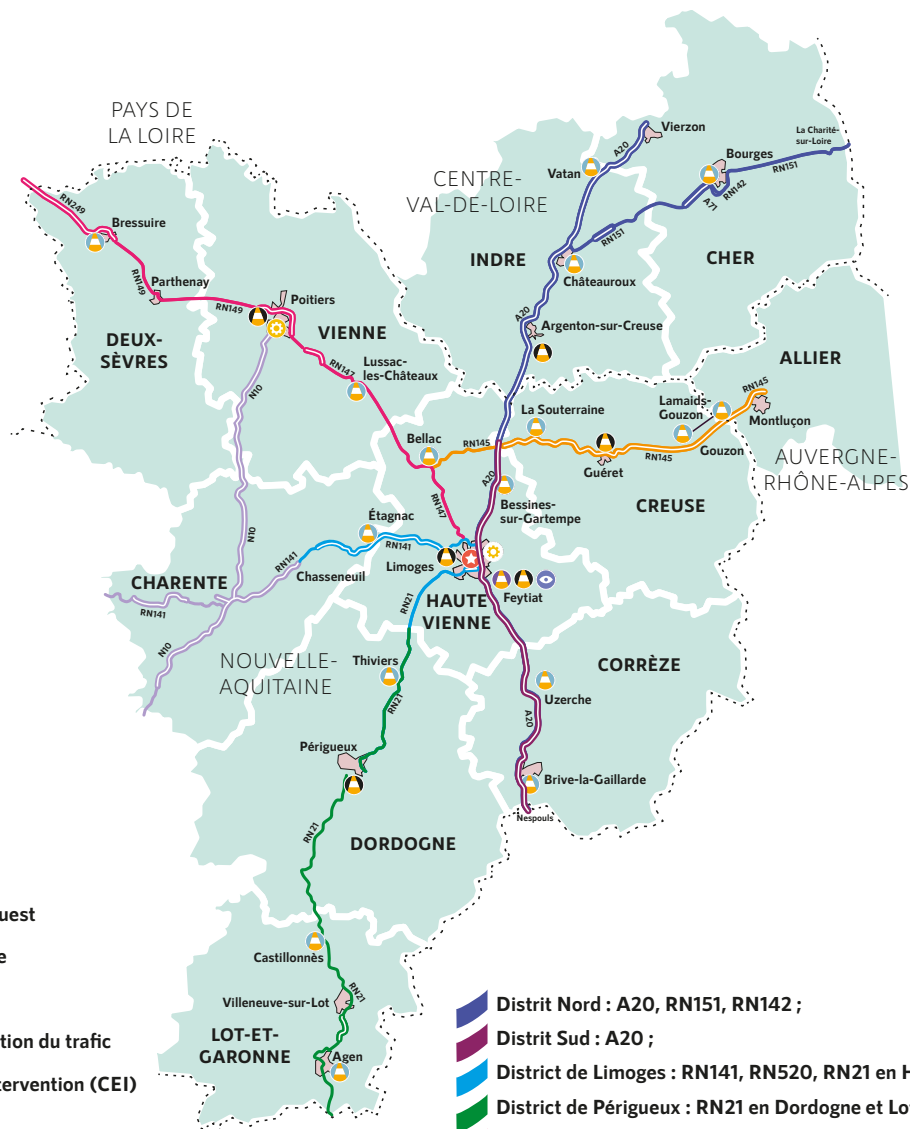 PAYS DE
LA LOIRE
Vierzon
A20
La Charité-
sur-Loire
Bourges
RN151
RN142
A71
Vatan
CENTRE-
VAL-DE-LOIRE
RN249
Bressuire
RN151
INDRE
CHER
Châteauroux
RN149
Parthenay
Poitiers
RN149
A20
Argenton-sur-Creuse
DEUX-
SÈVRES
VIENNE
ALLIER
RN147
Lussac-
les-Châteaux
N10
RN145
Lamaids-
Gouzon
Montluçon
La Souterraine
Bellac
RN145
Guéret
RN145
Gouzon
AUVERGNE-
RHÔNE-ALPES
A20
RN147
Bessines-
sur-Gartempe
CREUSE
Étagnac
N10
RN141
RN141
Limoges
Chasseneuil
CHARENTE
RN141
Feytiat
HAUTE
VIENNE
RN21
N10
NOUVELLE-
AQUITAINE
Thiviers
CORRÈZE
RN21
Uzerche
A20
Périgueux
Brive-la-Gaillarde
Nespouls
RN21
DORDOGNE
uest
Castillonnès
e
Villeneuve-sur-Lot
RN21
LOT-ET-
GARONNE
tion du trafic
Agen
tervention (CEI)
Distrit Nord : A20, RN151, RN142 ;
Distrit Sud : A20 ;
District de Limoges : RN141, RN520, RN21 en H
District de Périgueux : RN21 en Dordogne et Lo